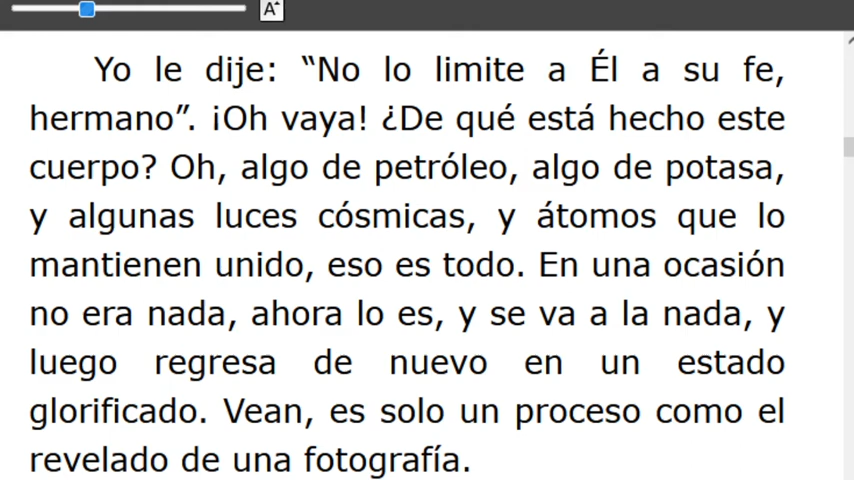 A
Yo le dije: “No lo limite a Él a su fe,
hermano”. ¡Oh vaya! ¿De qué está hecho este
cuerpo? Oh, algo de petróleo, algo de potasa,
y algunas luces cósmicas, y átomos que lo
mantienen unido, eso es todo. En una ocasión
no era nada, ahora lo es, y se va a la nada, y
luego regresa de nuevo en un estado
glorificado. Vean, es solo un proceso como el
revelado de una fotografía.